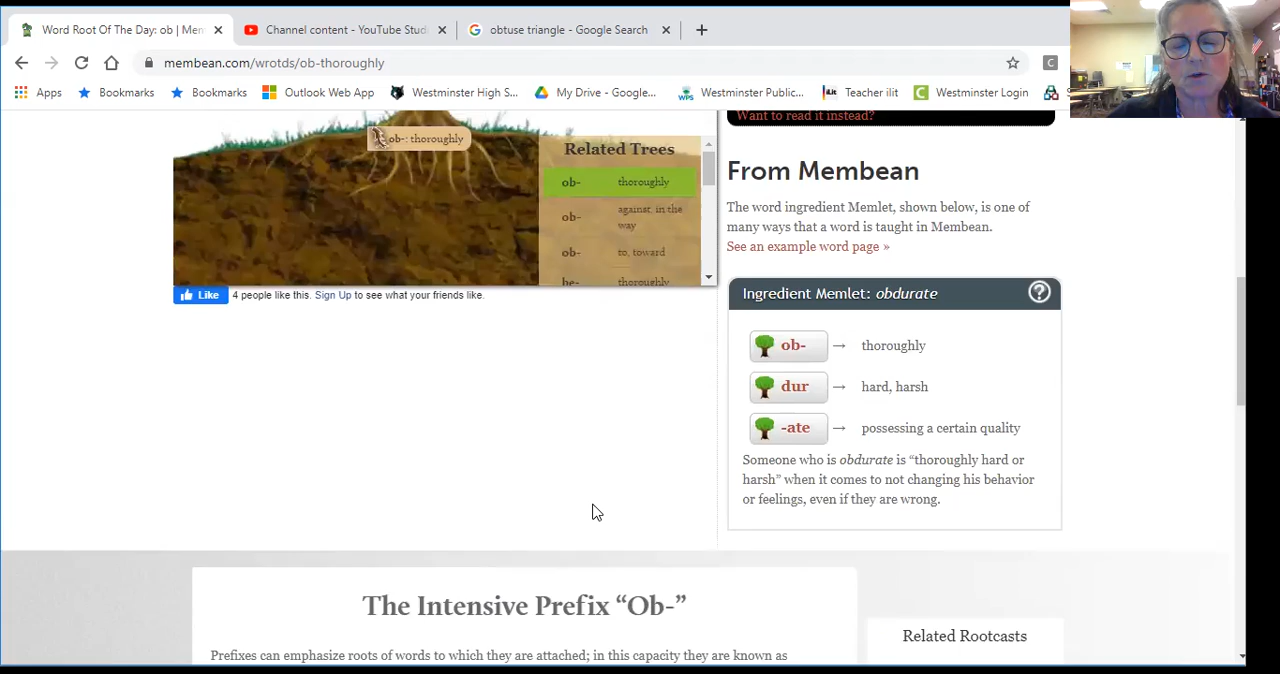 Word Root Of The Day: ob | Mem
Channel content - YouTube Studi
obtuse triangle - Google Search
membean.com/wrotds/ob-thoroughly
Apps
Bookmarks
Bookmarks
Outlook Web App
Westminster High S...
My Drive - Google...
WPS
Westminster Public...
iLit
Teacher ilit
Westminster Login
ob-: thoroughly
Related Trees
ob- thoroughly
ob- against, in the
way
ob- to, toward
be- thoroughly
Like 4 people like this. Sign Up to see what your friends like.
Want to read it instead?
From Membean
The word ingredient Memlet, shown below, is one of
many ways that a word is taught in Membean.
See an example word page »
Ingredient Memlet: obdurate
?
ob- → thoroughly
dur → hard, harsh
-ate → possessing a certain quality
Someone who is obdurate is “thoroughly hard or
harsh” when it comes to not changing his behavior
or feelings, even if they are wrong.
The Intensive Prefix “Ob-”
Prefixes can emphasize roots of words to which they are attached; in this capacity they are known as
Related Rootcasts